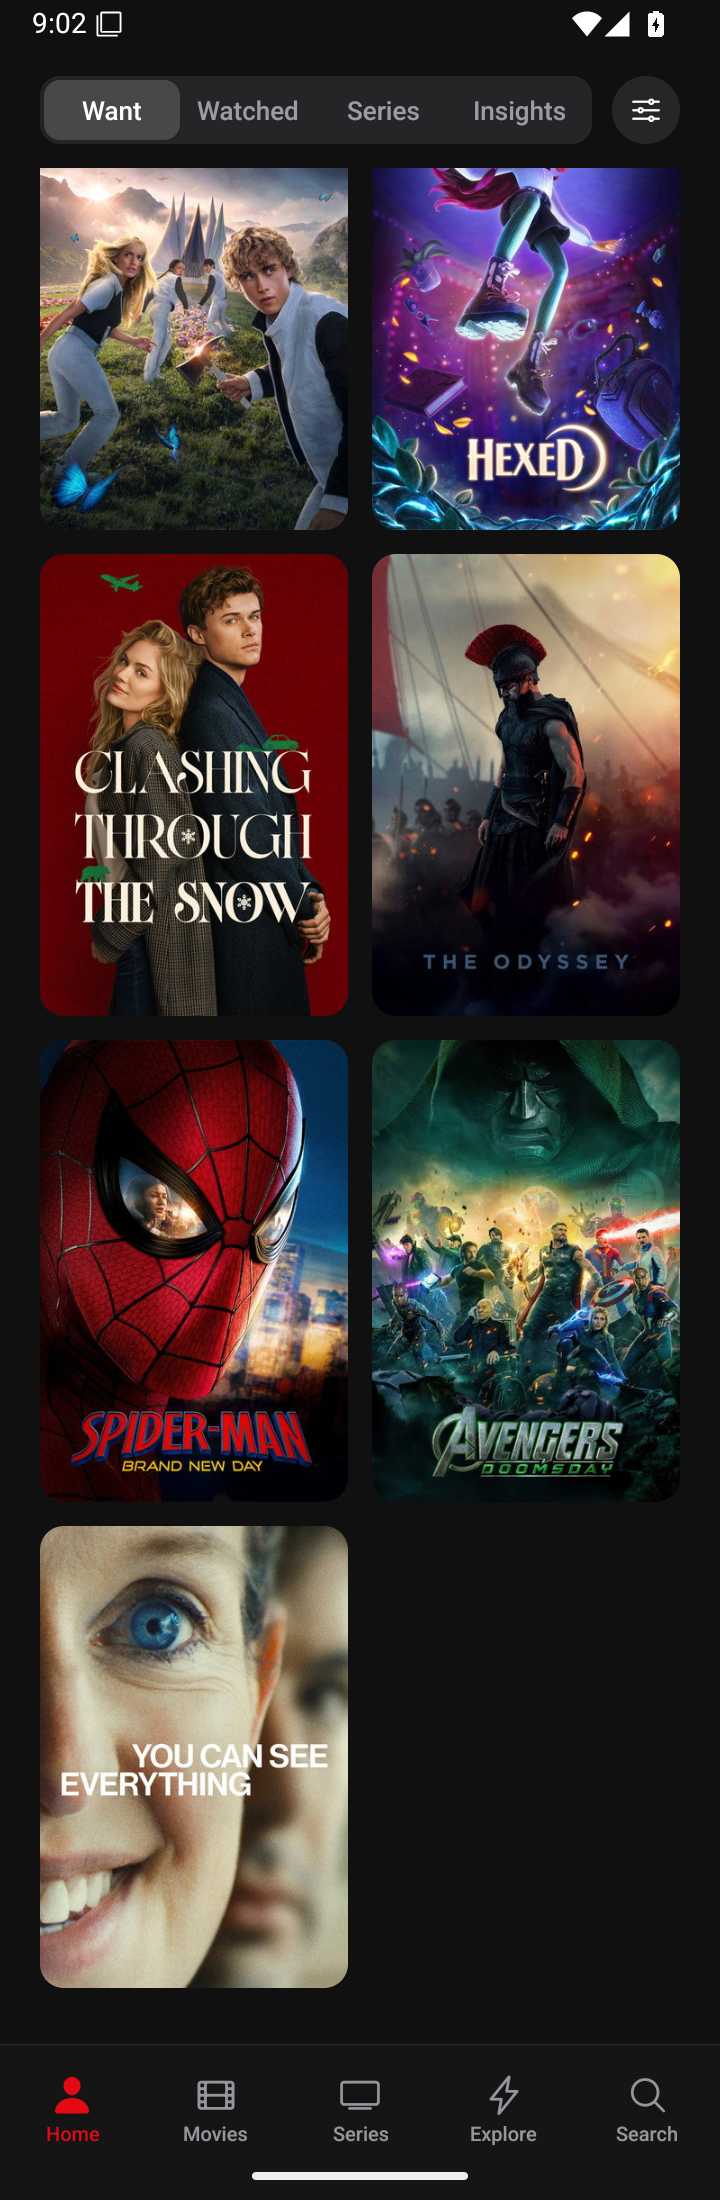 9:02
Want
Watched
Series
Insights
HEXED
CLASHING
THROUGH
THE SNOW
THE ODYSSEY
SPIDER-MAN
BRAND NEW DAY
AVENGERS
DOOMSDAY
YOU CAN SEE
EVERYTHING
Home
Movies
Series
Explore
Search